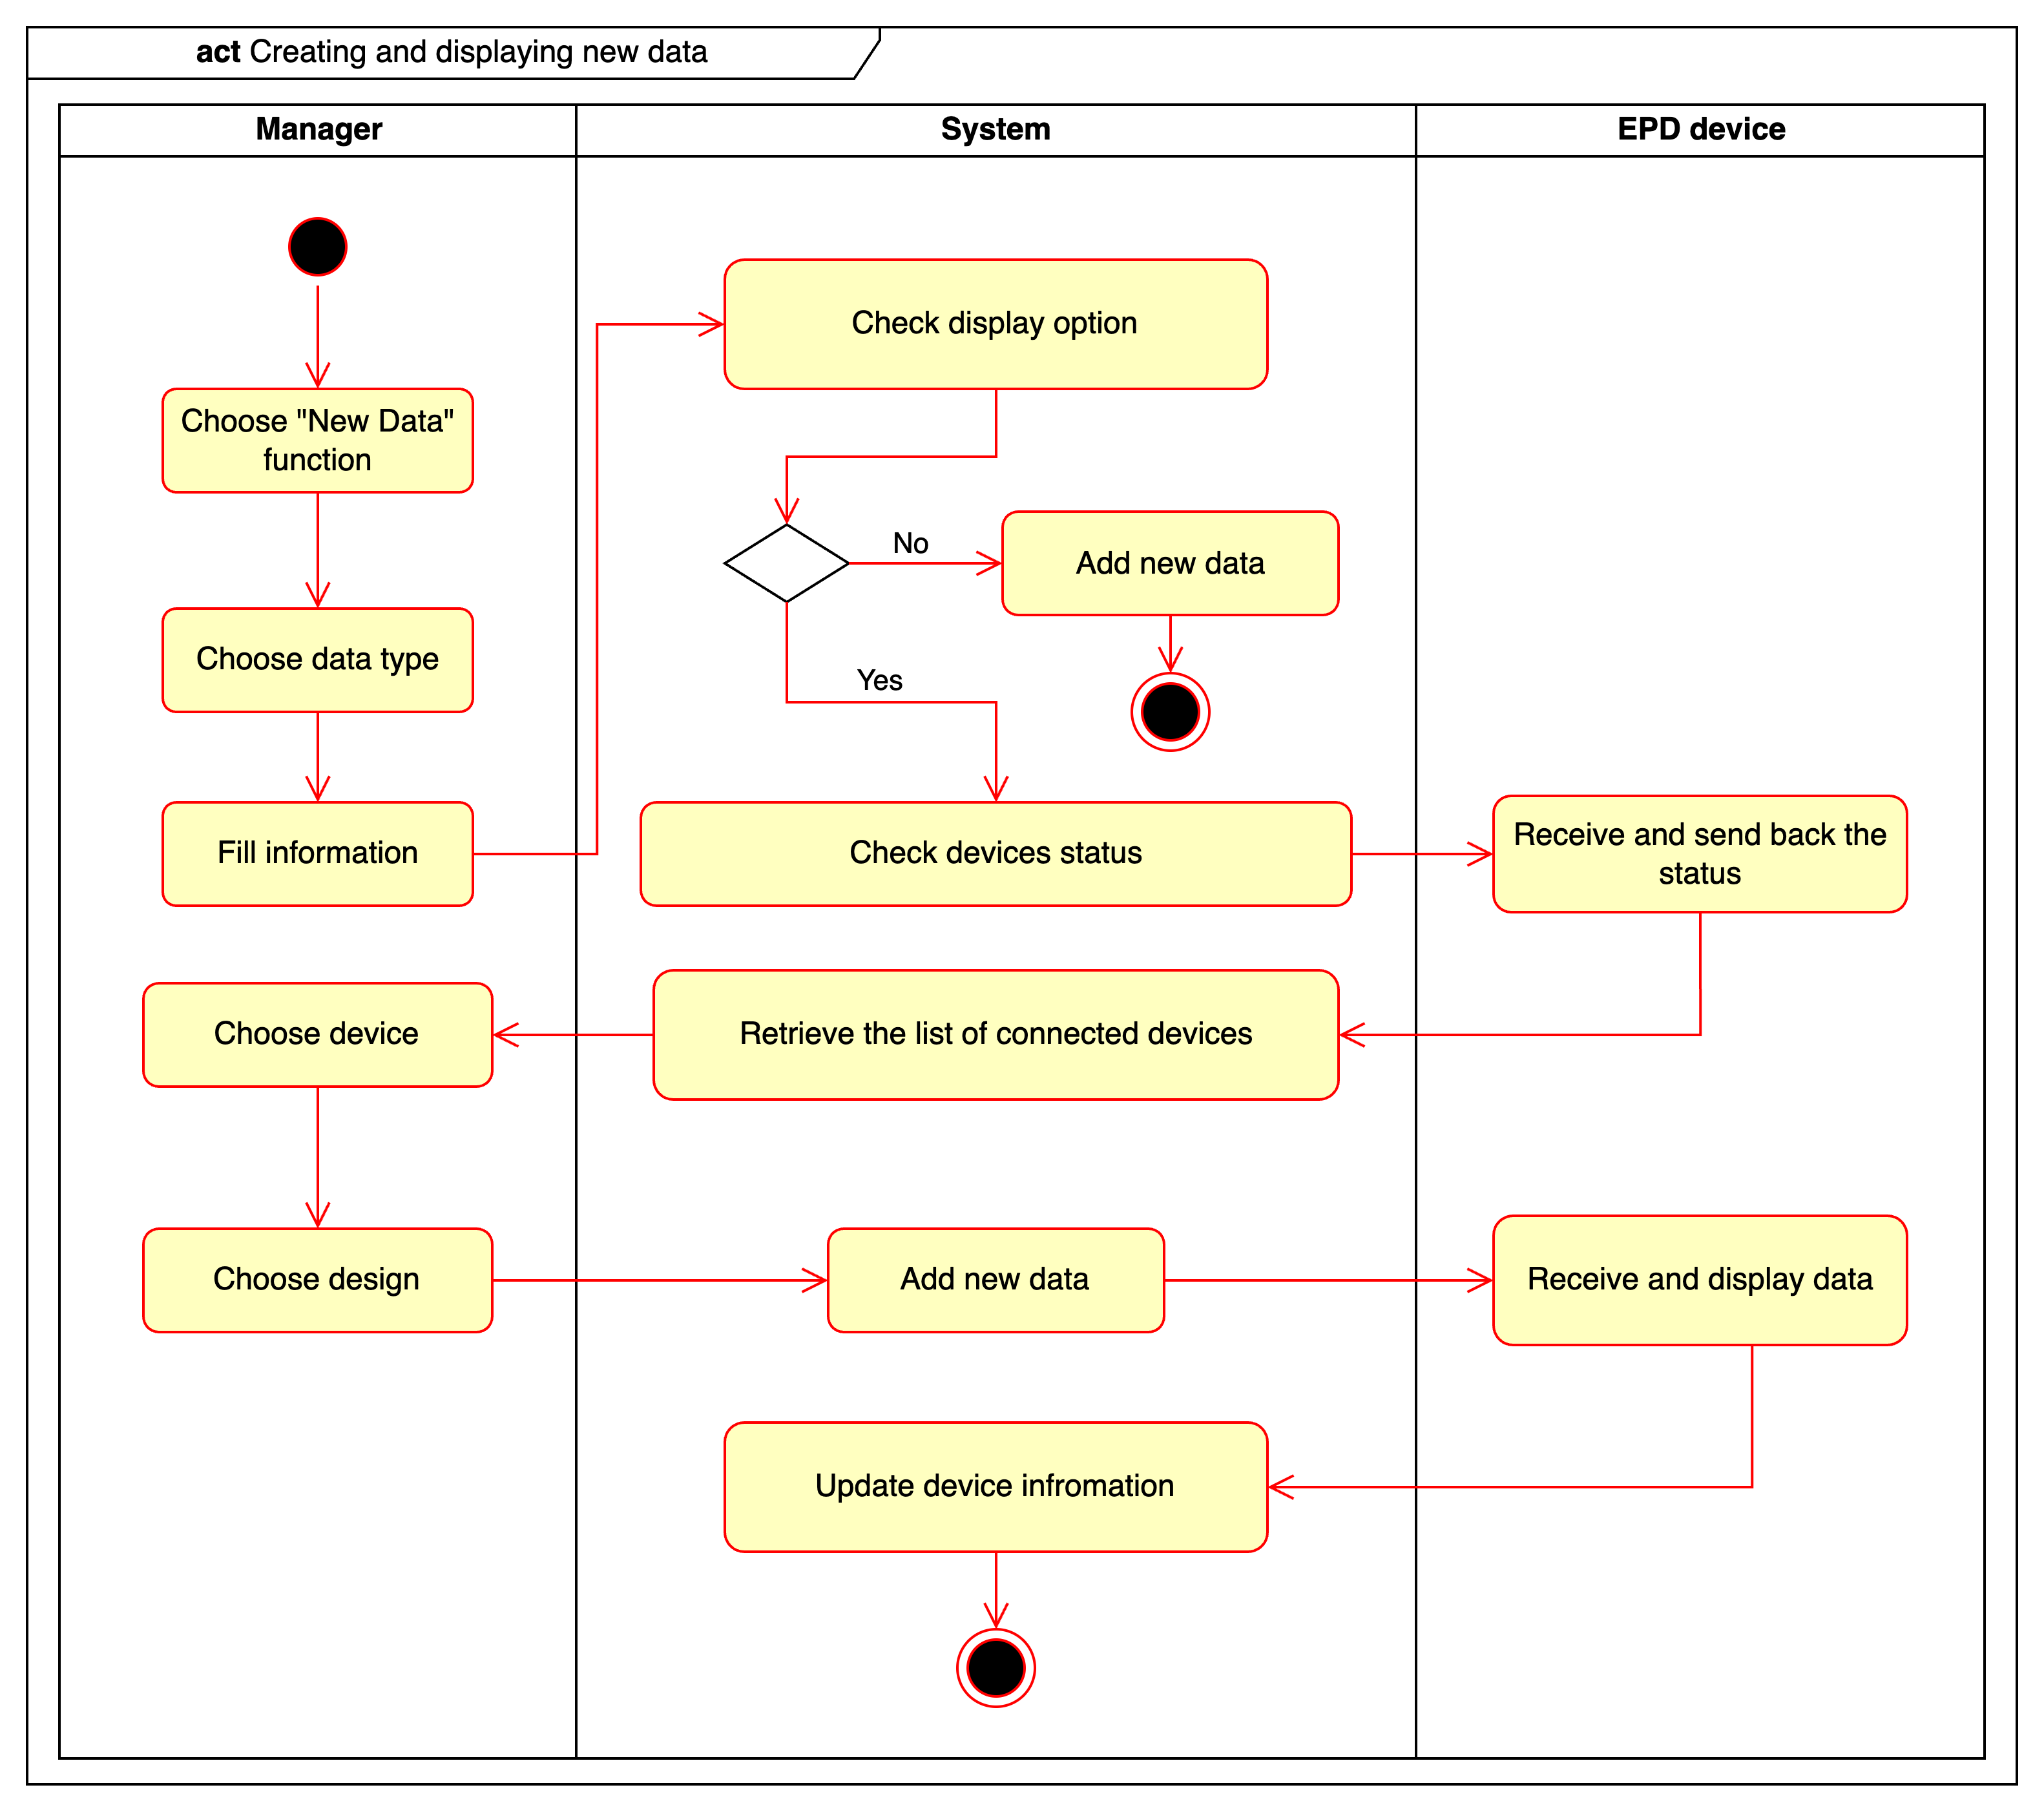 act Creating and displaying new data
Manager
System
EPD device
Check display option
Choose "New Data"
function
No
Add new data
Choose data type
Yes
Fill information
Check devices status
Receive and send back the
status
Choose device
Retrieve the list of connected devices
Choose design
Add new data
Receive and display data
Update device infromation